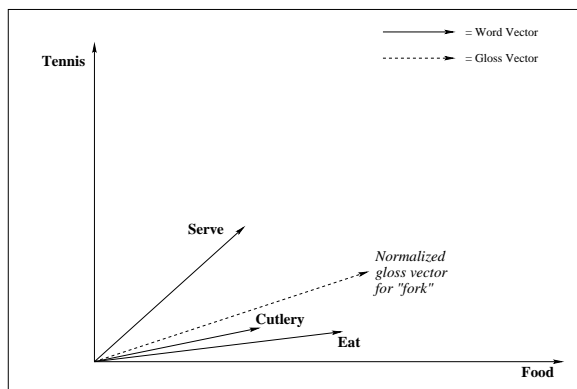 = Word Vector
Tennis
= Gloss Vector
Serve
Normalized
gloss vector
for "fork"
Cutlery
Eat
Food